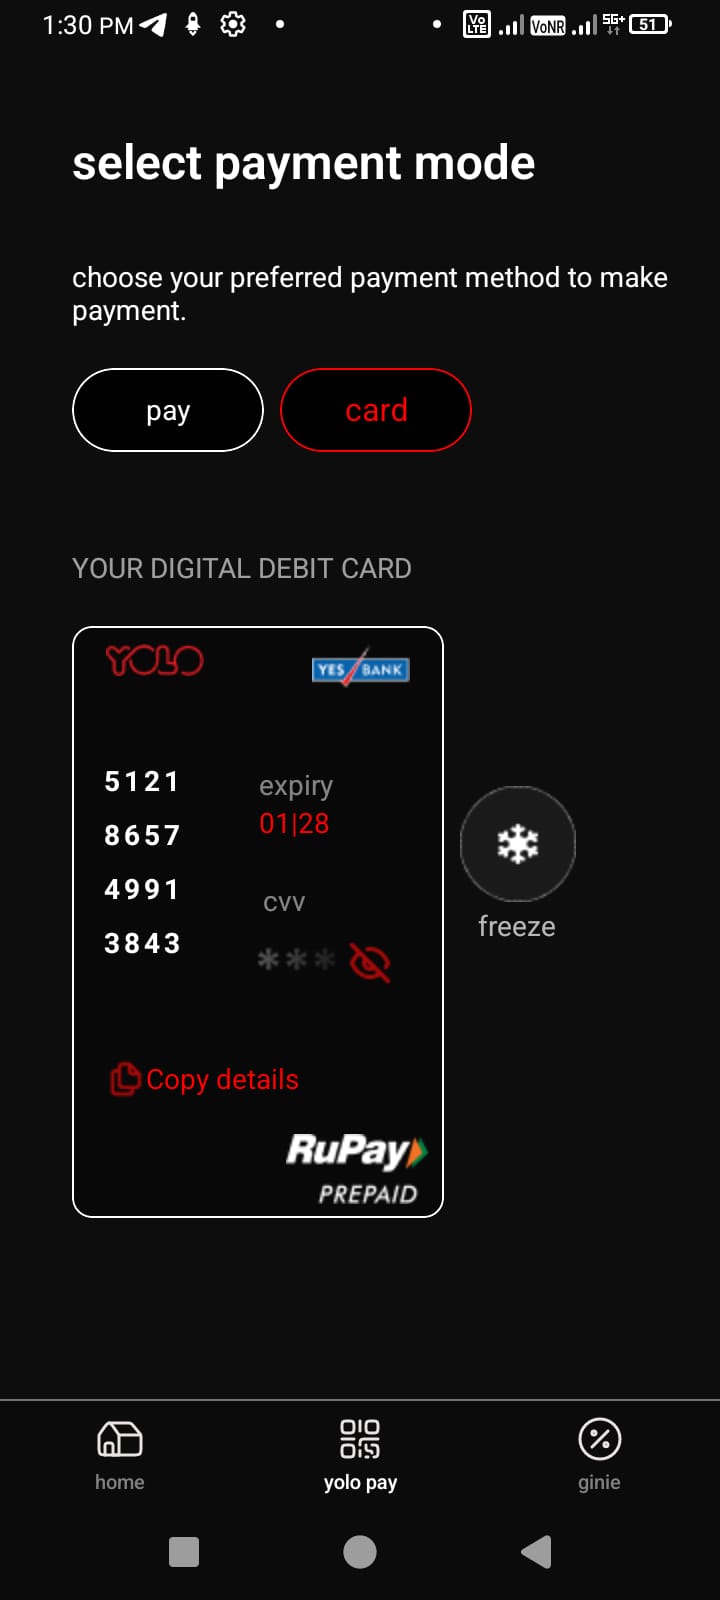 1:30 PM Vo LTE VoNR 5G+ 51
select payment mode
choose your preferred payment method to make
payment.
pay card
YOUR DIGITAL DEBIT CARD
YOLO YES BANK
5121
8657
4991
3843
expiry
01|28
cvv
***
freeze
Copy details
RuPay
PREPAID
home yolo pay ginie